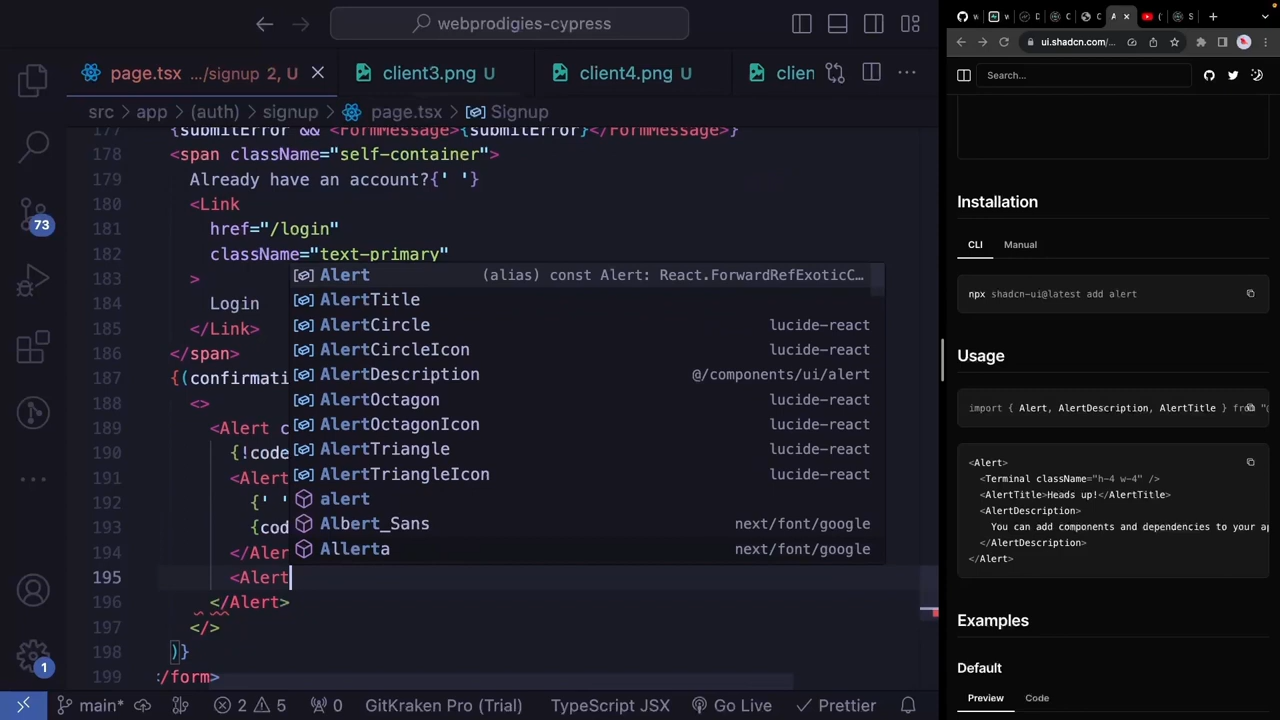 webprodigies-cypress
page.tsx .../signup 2, U
client3.png U
client4.png U
clien
src > app > (auth) > signup > page.tsx > Signup
177 {submitError && <FormMessage>{submitError}</FormMessage>}
178 <span className="self-container">
179 Already have an account?{' '}
180 <Link
181 href="/login"
182 className="text-primary"
183 >
184 Login
185 </Link>
186 </span>
187 {(confirmati
188 <>
189 <Alert c
190 {!code
191 <Alert
192 {' '
193 {cod
194 </Aler
195 <Alert
196 </Alert>
197 </>
198 )}
199 /form>
Alert (alias) const Alert: React.ForwardRefExoticC…
AlertTitle
AlertCircle lucide-react
AlertCircleIcon lucide-react
AlertDescription @/components/ui/alert
AlertOctagon lucide-react
AlertOctagonIcon lucide-react
AlertTriangle lucide-react
AlertTriangleIcon lucide-react
alert
Albert_Sans next/font/google
Allerta next/font/google
73
1
main* 2 5 0 GitKraken Pro (Trial) TypeScript JSX Go Live Prettier
ui.shadcn.com/...
Search...
Installation
CLI Manual
npx shadcn-ui@latest add alert
Usage
import { Alert, AlertDescription, AlertTitle }
<Alert>
<Terminal className="h-4 w-4" />
<AlertTitle>Heads up!</AlertTitle>
<AlertDescription>
You can add components and dependencies to your ap
</AlertDescription>
</Alert>
Examples
Default
Preview Code